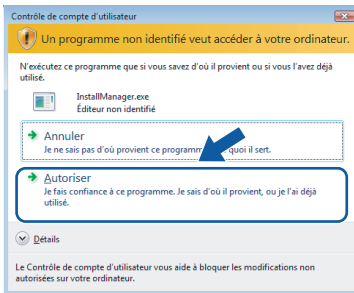 Contrôle de compte d'utilisateur
Un programme non identifié veut accéder à votre ordinateur.
N'exécutez ce programme que si vous savez d'où il provient ou si vous l'avez déjà
utilisé.
InstallManager.exe
Éditeur non identifié
Annuler
Je ne sais pas d'où provient ce programm quoi il sert.
Autoriser
Je fais confiance à ce programme. Je sais d'où il provient, ou je l'ai déjà
utilisé.
Détails
Le Contrôle de compte d'utilisateur vous aide à bloquer les modifications non
autorisées sur votre ordinateur.